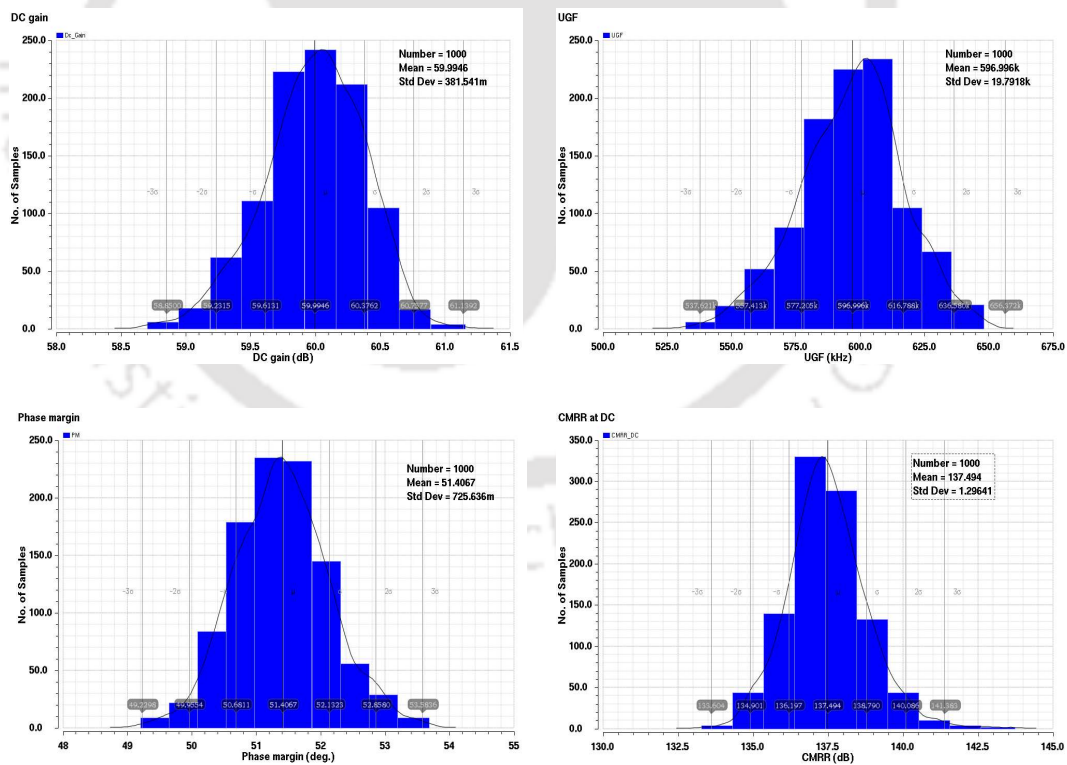 DC gain
Dc_Gain
250.0
200.0
150.0
100.0
50.0
0.0
No. of Samples
Number = 1000
Mean = 59.9946
Std Dev = 381.541m
-3σ -2σ -σ σ 2σ 3σ
58.8500 59.2315 59.6131 59.9946 60.3762 61.1392
58.0 58.5 59.0 59.5 60.0 60.5 61.0 61.5
DC gain (dB)
UGF
UGF
250.0
200.0
150.0
100.0
50.0
0.0
No. of Samples
Number = 1000
Mean = 596.996k
Std Dev = 19.7918k
-3σ -2σ -σ σ 2σ 3σ
537.621k 557.413k 577.205k 596.996k 616.788k 636.580k 656.372k
500.0 525.0 550.0 575.0 600.0 625.0 650.0 675.0
UGF (kHz)
Phase margin
PM
250.0
200.0
150.0
100.0
50.0
0.0
No. of Samples
Number = 1000
Mean = 51.4067
Std Dev = 725.636m
-3σ -2σ σ 2σ 3σ
49.2298 49.9554 50.6811 51.4067 52.1323 52.8580 53.5836
48 49 50 51 52 53 54 55
Phase margin (deg.)
CMRR at DC
CMRR_DC
350.0
300.0
250.0
200.0
150.0
100.0
50.0
0.0
No. of Samples
Number = 1000
Mean = 137.494
Std Dev = 1.29641
-3σ -2σ -σ σ 2σ 3σ
133.604 134.901 136.197 137.494 138.790 140.086 141.383
130.0 132.5 135.0 137.5 140.0 142.5 145.0
CMRR (dB)